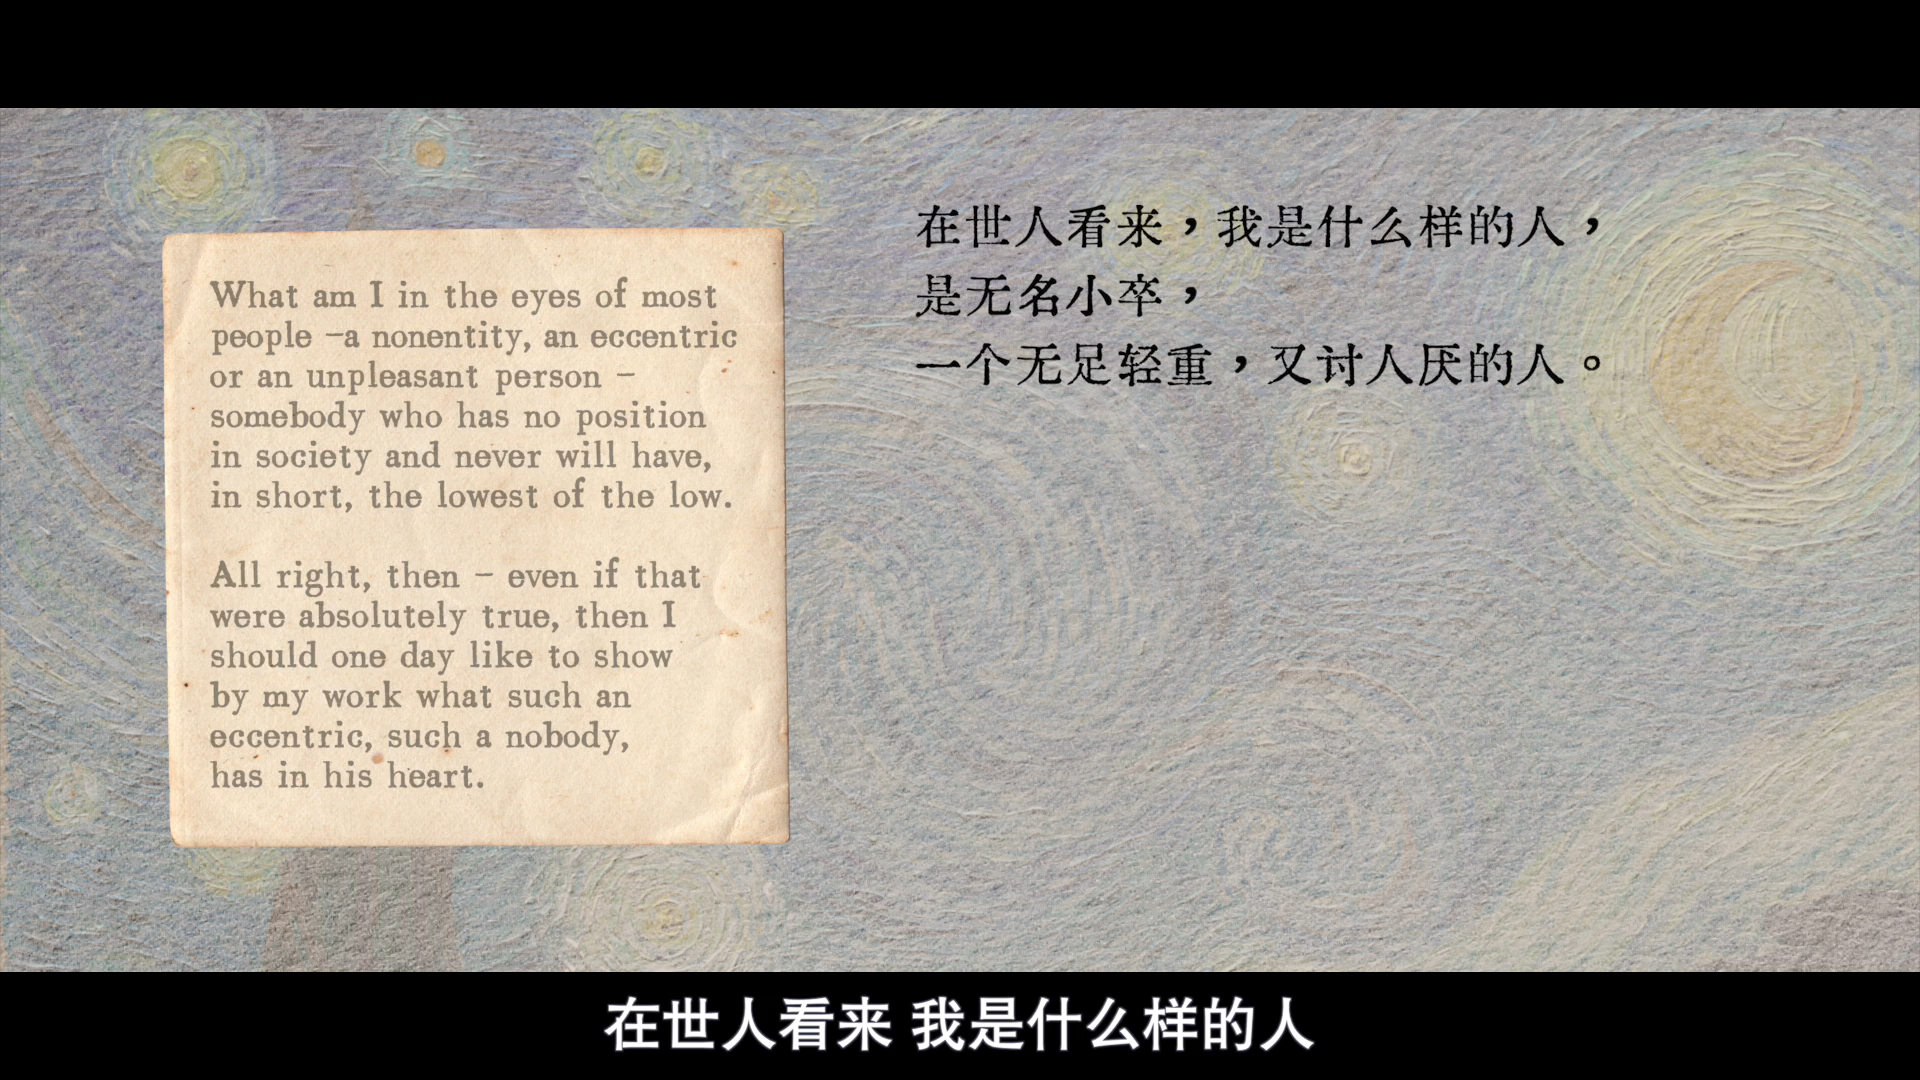 What am I in the eyes of most
people –a nonentity, an eccentric
or an unpleasant person –
somebody who has no position
in society and never will have,
in short, the lowest of the low.
All right, then – even if that
were absolutely true, then I
should one day like to show
by my work what such an
eccentric, such a nobody,
has in his heart.
在世人看来，我是什么样的人，
是无名小卒，
一个无足轻重，又讨人厌的人。
在世人看来 我是什么样的人